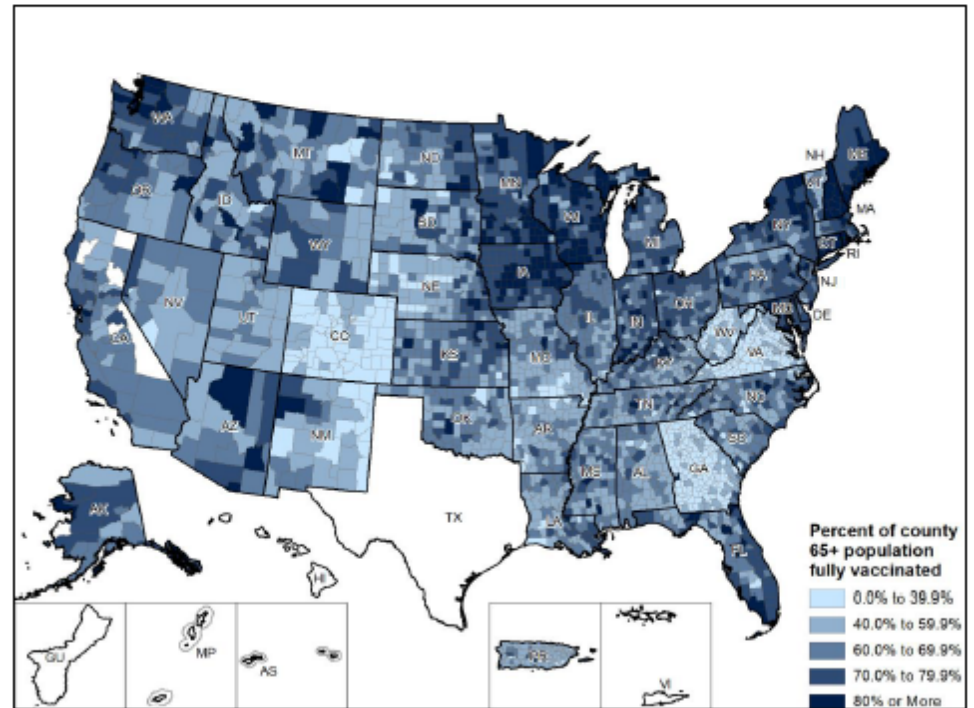 WA
MT
ND
MN
OR
ID
SD
WI
MI
NH
VT
ME
NY
MA
CT
RI
WY
IA
NE
PA
NJ
NV
UT
IL
IN
OH
MD
DE
CA
CO
KS
MO
WV
VA
KY
AZ
NM
OK
TN
NC
AR
SC
MS
AL
GA
AK
TX
LA
FL
HI
Percent of county
65+ population
fully vaccinated
0.0% to 39.9%
40.0% to 59.9%
60.0% to 69.9%
70.0% to 79.9%
80% or More
GU
MP
AS
PR
VI